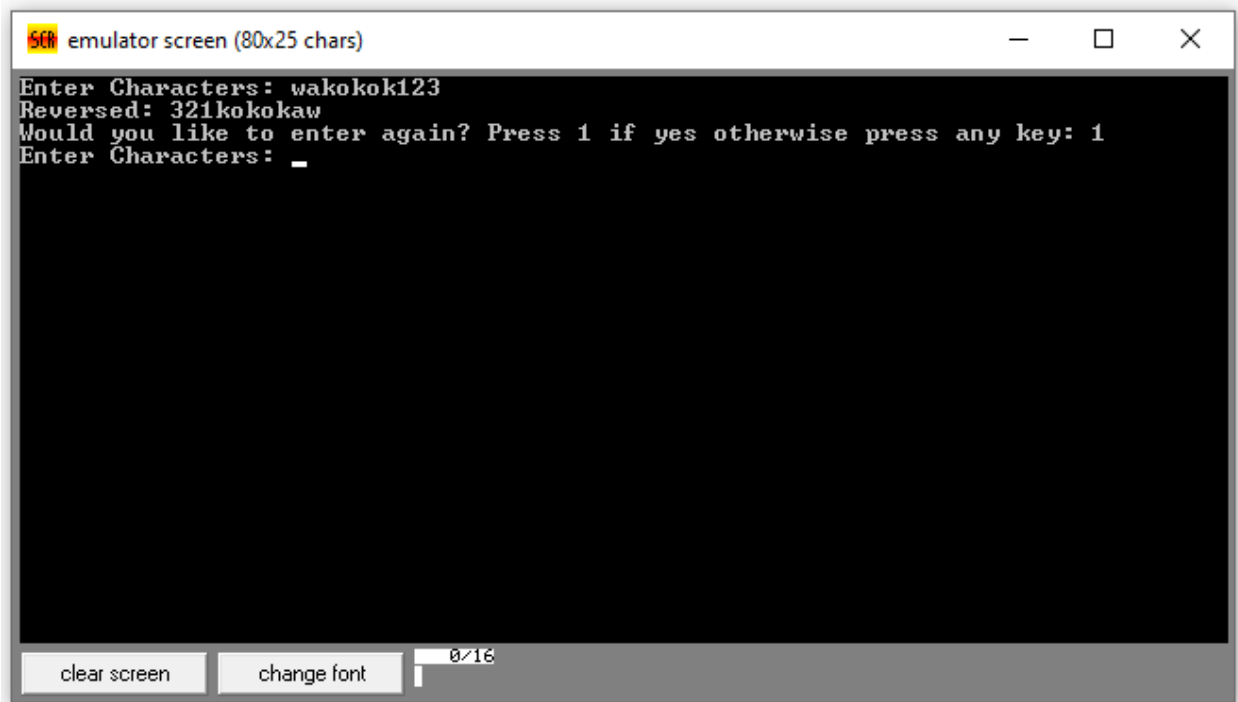 SCR emulator screen (80x25 chars)
Enter Characters: wakokok123
Reversed: 321kokokaw
Would you like to enter again? Press 1 if yes otherwise press any key: 1
Enter Characters: _
clear screen change font 0/16